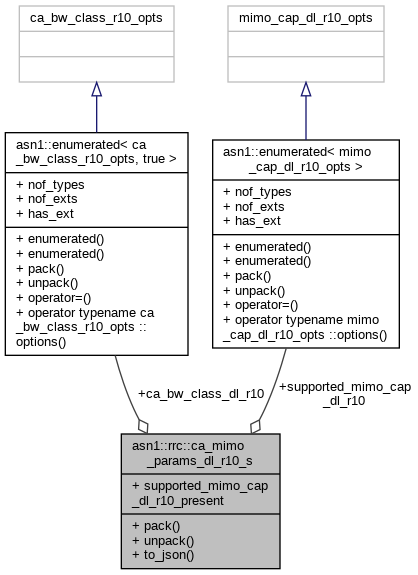 ca_bw_class_r10_opts
mimo_cap_dl_r10_opts
asn1::enumerated< ca
_bw_class_r10_opts, true >
+ nof_types
+ nof_exts
+ has_ext
+ enumerated()
+ enumerated()
+ pack()
+ unpack()
+ operator=()
+ operator typename ca
_bw_class_r10_opts ::
options()
asn1::enumerated< mimo
_cap_dl_r10_opts >
+ nof_types
+ nof_exts
+ has_ext
+ enumerated()
+ enumerated()
+ pack()
+ unpack()
+ operator=()
+ operator typename mimo
_cap_dl_r10_opts ::options()
+ca_bw_class_dl_r10
+supported_mimo_cap
_dl_r10
asn1::rrc::ca_mimo
_params_dl_r10_s
+ supported_mimo_cap
_dl_r10_present
+ pack()
+ unpack()
+ to_json()